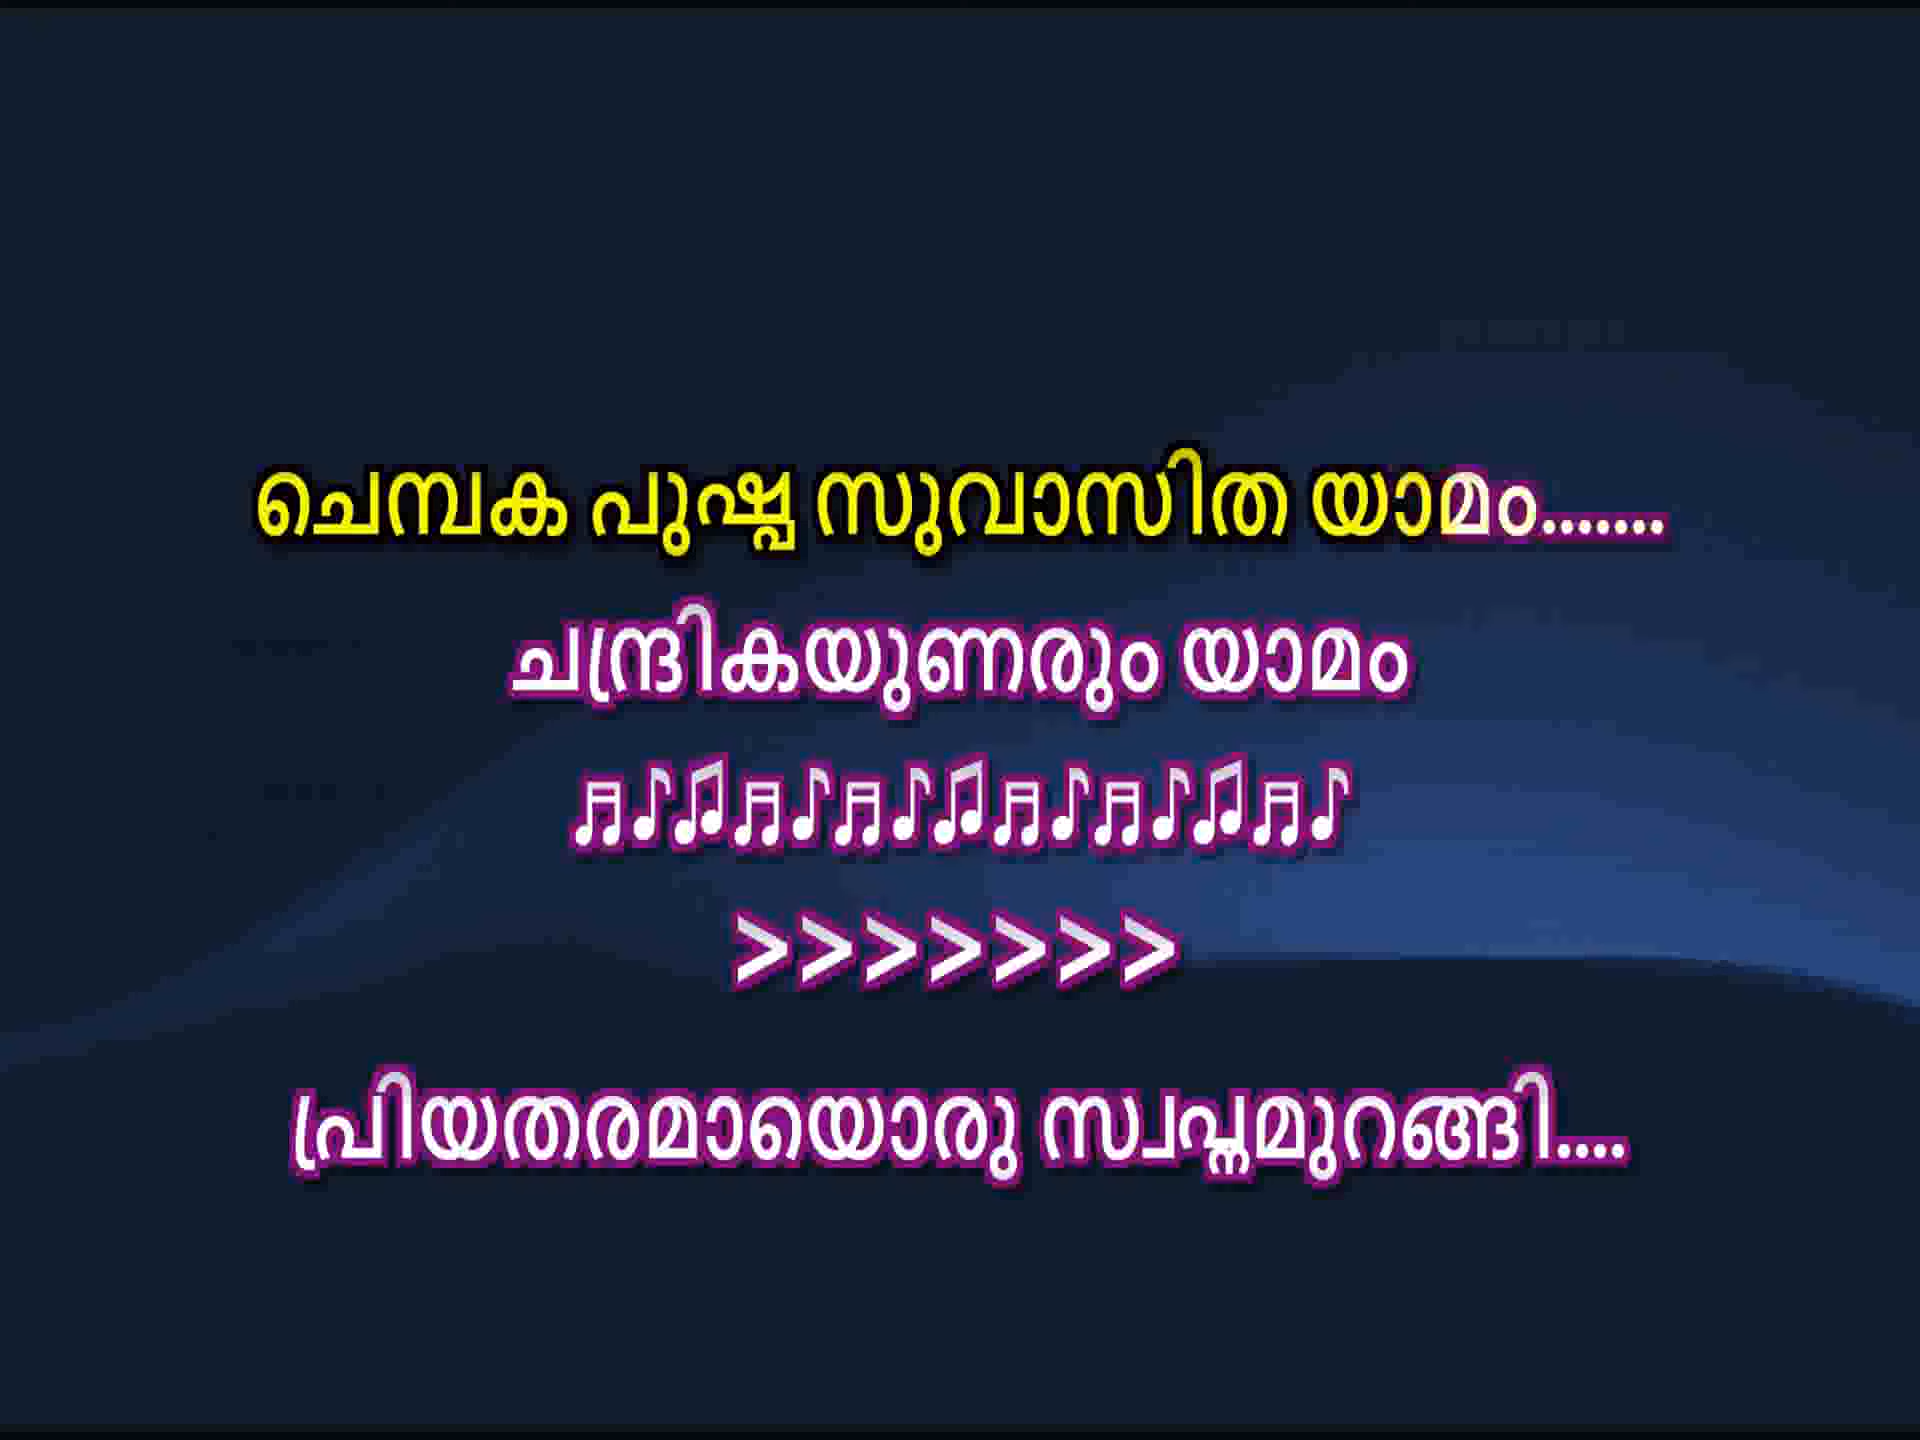 ചെമ്പക പുഷ്പ സുവാസിത യാമം.......
ചന്ദ്രികയുണരും യാമം
♬♪♫♬♪♬♪♫♬♪♬♪♫♬♪
>>>>>>>
പ്രിയതരമായൊരു സ്വപ്നമുറങ്ങി....